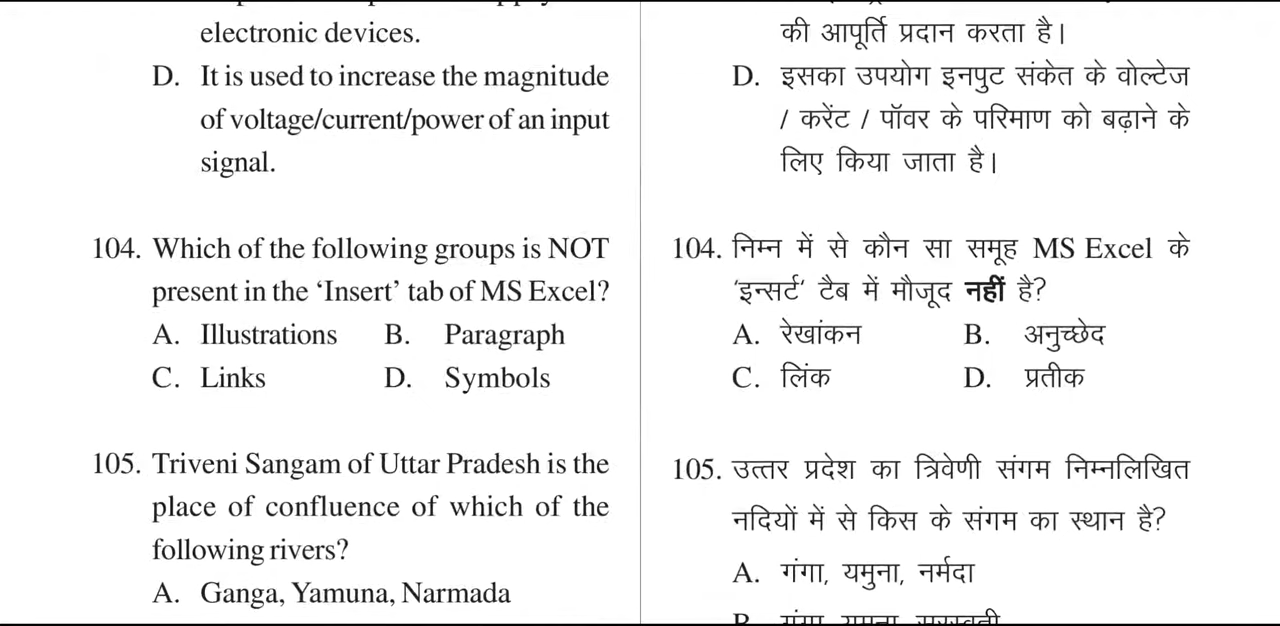 electronic devices.
D. It is used to increase the magnitude
of voltage/current/power of an input
signal.
104. Which of the following groups is NOT
present in the ‘Insert’ tab of MS Excel?
A. Illustrations B. Paragraph
C. Links D. Symbols
105. Triveni Sangam of Uttar Pradesh is the
place of confluence of which of the
following rivers?
A. Ganga, Yamuna, Narmada
की आपूर्ति प्रदान करता है।
D. इसका उपयोग इनपुट संकेत के वोल्टेज
/ करेंट / पॉवर के परिमाण को बढ़ाने के
लिए किया जाता है।
104. निम्न में से कौन सा समूह MS Excel के
‘इन्सर्ट’ टैब में मौजूद नहीं है?
A. रेखांकन B. अनुच्छेद
C. लिंक D. प्रतीक
105. उत्तर प्रदेश का त्रिवेणी संगम निम्नलिखित
नदियों में से किस के संगम का स्थान है?
A. गंगा, यमुना, नर्मदा
B. गंगा, यमुना, सरस्वती